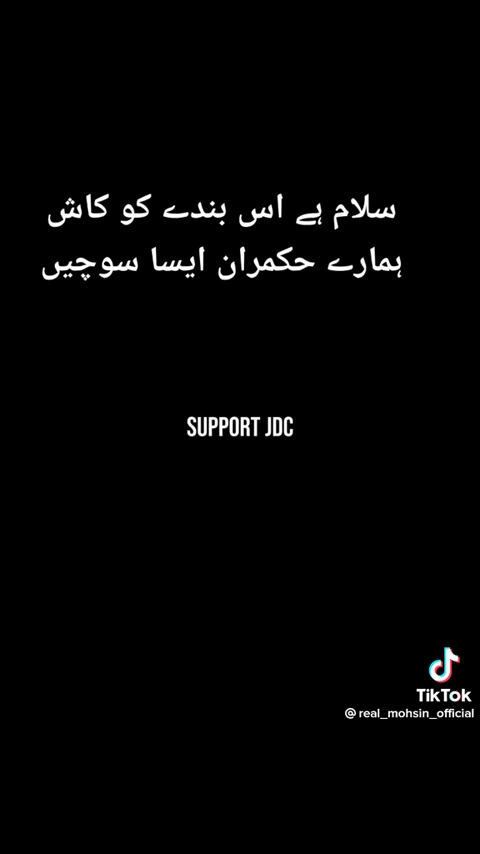 سلام ہے اس بندے کو کاش
ہمارے حکمران ایسا سوچیں
SUPPORT JDC
TikTok
@real_mohsin_official